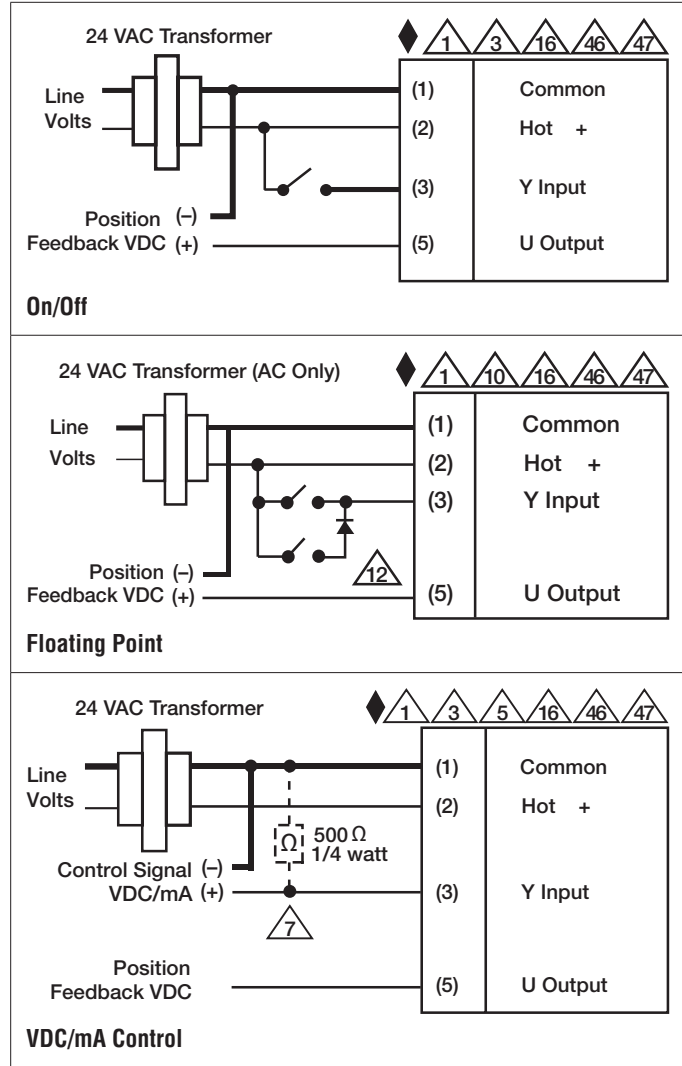 24 VAC Transformer
◆ 1 3 16 46 47
Line
Volts
(1) Common
(2) Hot +
(3) Y Input
Position (–)
Feedback VDC (+)
(5) U Output
On/Off
24 VAC Transformer (AC Only)
◆ 1 10 16 46 47
Line
Volts
(1) Common
(2) Hot +
(3) Y Input
12
Position (–)
Feedback VDC (+)
(5) U Output
Floating Point
24 VAC Transformer
◆ 1 3 5 16 46 47
Line
Volts
(1) Common
(2) Hot +
Ω 500 Ω
1/4 watt
Control Signal (–)
VDC/mA (+)
(3) Y Input
7
Position
Feedback VDC
(5) U Output
VDC/mA Control